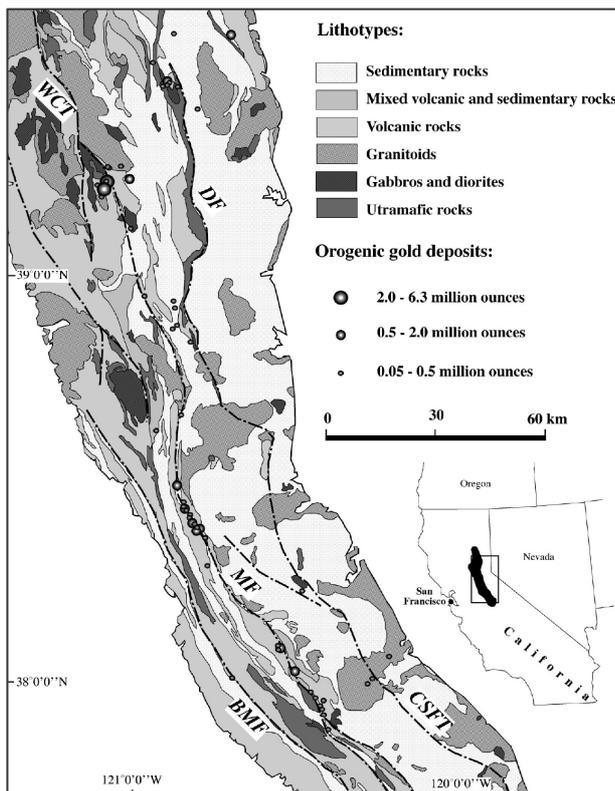 Lithotypes:
Sedimentary rocks
Mixed volcanic and sedimentary rocks
Volcanic rocks
Granitoids
Gabbros and diorites
Utramafic rocks
Orogenic gold deposits:
2.0 - 6.3 million ounces
0.5 - 2.0 million ounces
0.05 - 0.5 million ounces
0 30 60 km
WCT
DF
39°0'0''N
MF
BMF
CSFT
38°0'0''N
121°0'0''W
120°0'0''W
Oregon
Nevada
San
Francisco
California